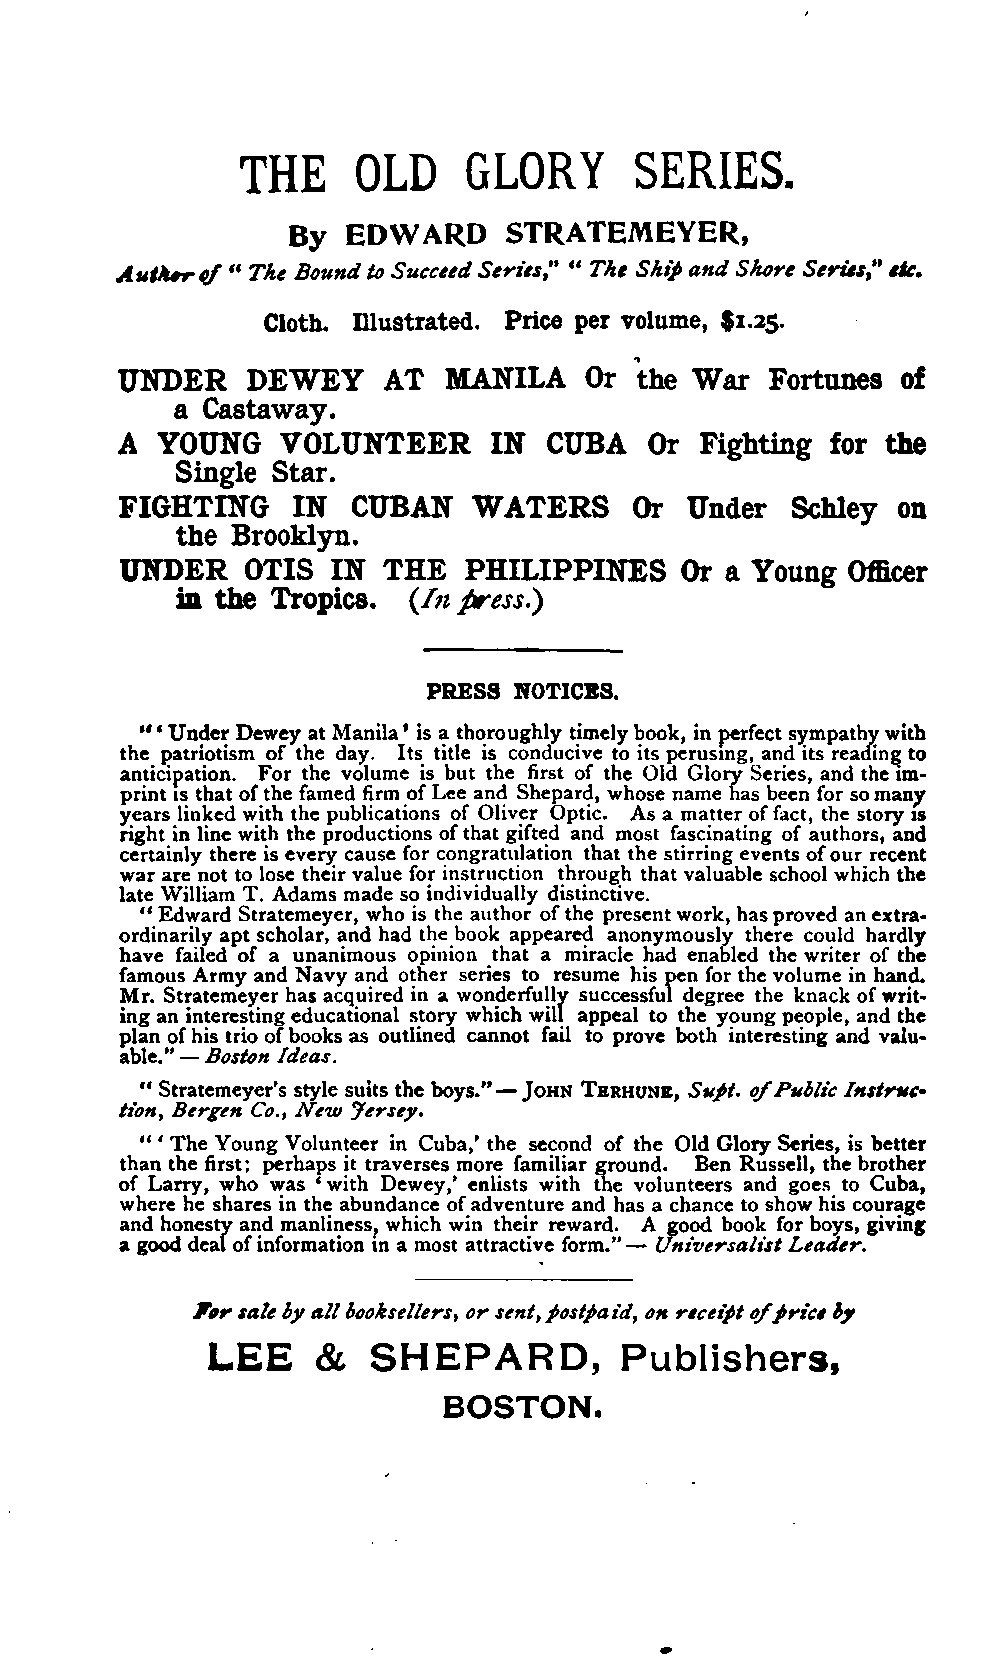 THE OLD GLORY SERIES.
By EDWARD STRATEMEYER,
Author of " The Bound to Succeed Series," " The Ship and Shore Series," etc.
Cloth. Illustrated. Price per volume, $1.25.
UNDER DEWEY AT MANILA Or the War Fortunes of
a Castaway.
A YOUNG VOLUNTEER IN CUBA Or Fighting for the
Single Star.
FIGHTING IN CUBAN WATERS Or Under Schley on
the Brooklyn.
UNDER OTIS IN THE PHILIPPINES Or a Young Officer
in the Tropics. (In press.)
PRESS NOTICES.
"' Under Dewey at Manila' is a thoroughly timely book, in perfect sympathy with
the patriotism of the day. Its title is conducive to its perusing, and its reading to
anticipation. For the volume is but the first of the Old Glory Series, and the im-
print is that of the famed firm of Lee and Shepard, whose name has been for so many
years linked with the publications of Oliver Optic. As a matter of fact, the story is
right in line with the productions of that gifted and most fascinating of authors, and
certainly there is every cause for congratulation that the stirring events of our recent
war are not to lose their value for instruction through that valuable school which the
late William T. Adams made so individually distinctive.
" Edward Stratemeyer, who is the author of the present work, has proved an extra-
ordinarily apt scholar, and had the book appeared anonymously there could hardly
have failed of a unanimous opinion that a miracle had enabled the writer of the
famous Army and Navy and other series to resume his pen for the volume in hand.
Mr. Stratemeyer has acquired in a wonderfully successful degree the knack of writ-
ing an interesting educational story which will appeal to the young people, and the
plan of his trio of books as outlined cannot fail to prove both interesting and valu-
able." — Boston Ideas.
" Stratemeyer's style suits the boys." — JOHN TERHUNE, Supt. of Public Instruc-
tion, Bergen Co., New Jersey.
" ' The Young Volunteer in Cuba,' the second of the Old Glory Series, is better
than the first; perhaps it traverses more familiar ground. Ben Russell, the brother
of Larry, who was ' with Dewey,' enlists with the volunteers and goes to Cuba,
where he shares in the abundance of adventure and has a chance to show his courage
and honesty and manliness, which win their reward. A good book for boys, giving
a good deal of information in a most attractive form." — Universalist Leader.
For sale by all booksellers, or sent, postpaid, on receipt of price by
LEE & SHEPARD, Publishers,
BOSTON.